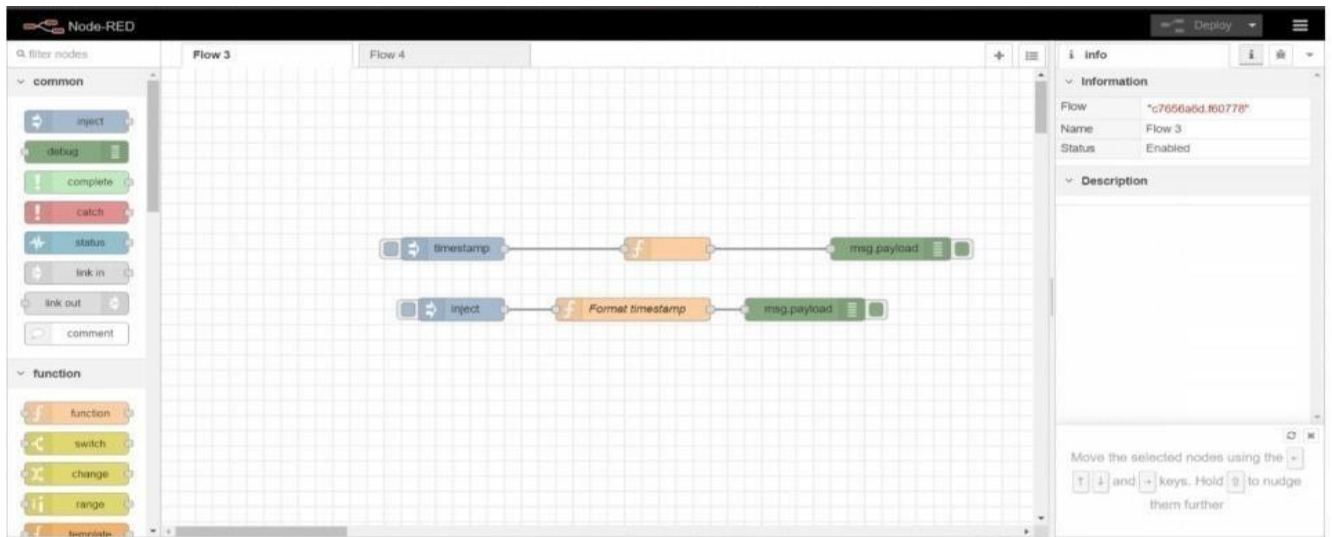 Node-RED
Deploy
filter nodes
Flow 3
Flow 4
info
common
inject
debug
complete
catch
status
link in
link out
comment
function
function
switch
change
range
template
timestamp
msg.payload
inject
Format timestamp
msg.payload
Information
Flow "c7656a6d.f60778"
Name Flow 3
Status Enabled
Description
Move the selected nodes using the ←
↑ ↓ and → keys. Hold ⇧ to nudge
them further